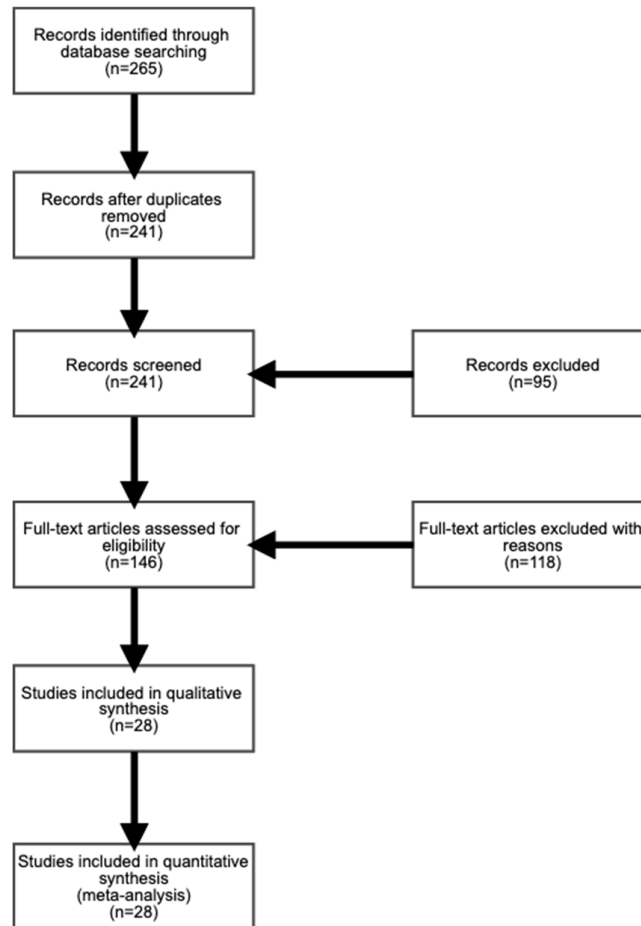 Records identified through
database searching
(n=265)
Records after duplicates
removed
(n=241)
Records screened
(n=241)
Records excluded
(n=95)
Full-text articles assessed for
eligibility
(n=146)
Full-text articles excluded with
reasons
(n=118)
Studies included in qualitative
synthesis
(n=28)
Studies included in quantitative
synthesis
(meta-analysis)
(n=28)